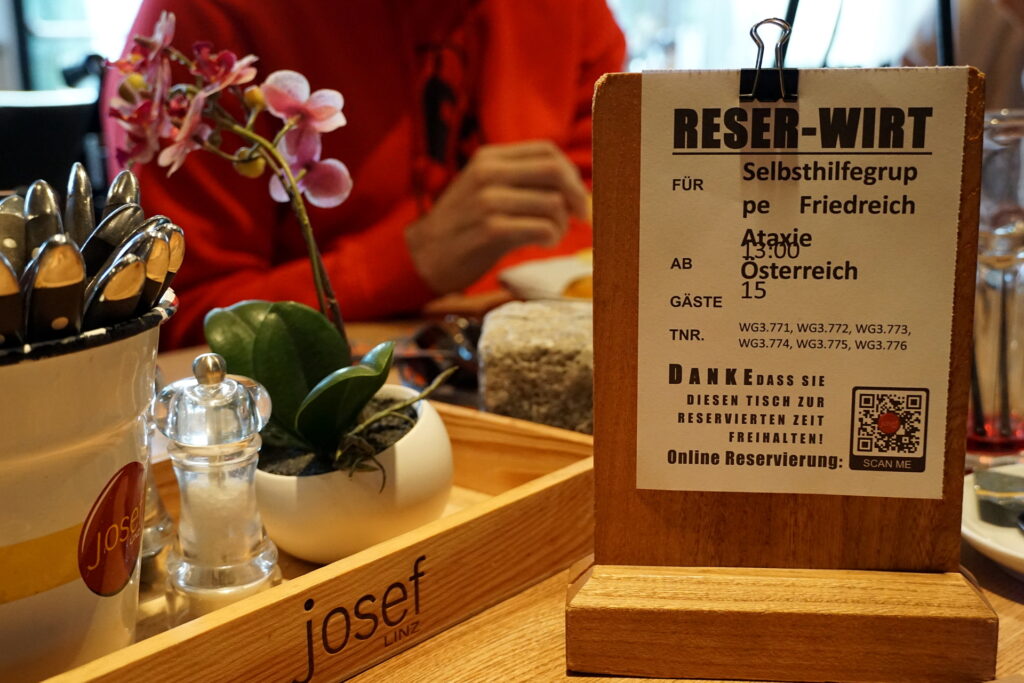 RESER-WIRT
FÜR
Selbsthilfegrup
pe Friedreich
Ataxie
13:00
AB
Österreich
15
GÄSTE
TNR.
WG3.771, WG3.772, WG3.773,
WG3.774, WG3.775, WG3.776
DANKE DASS SIE
DIESEN TISCH ZUR
RESERVIERTEN ZEIT
FREIHALTEN!
Online Reservierung:
SCAN ME
josef
josef
LINZ